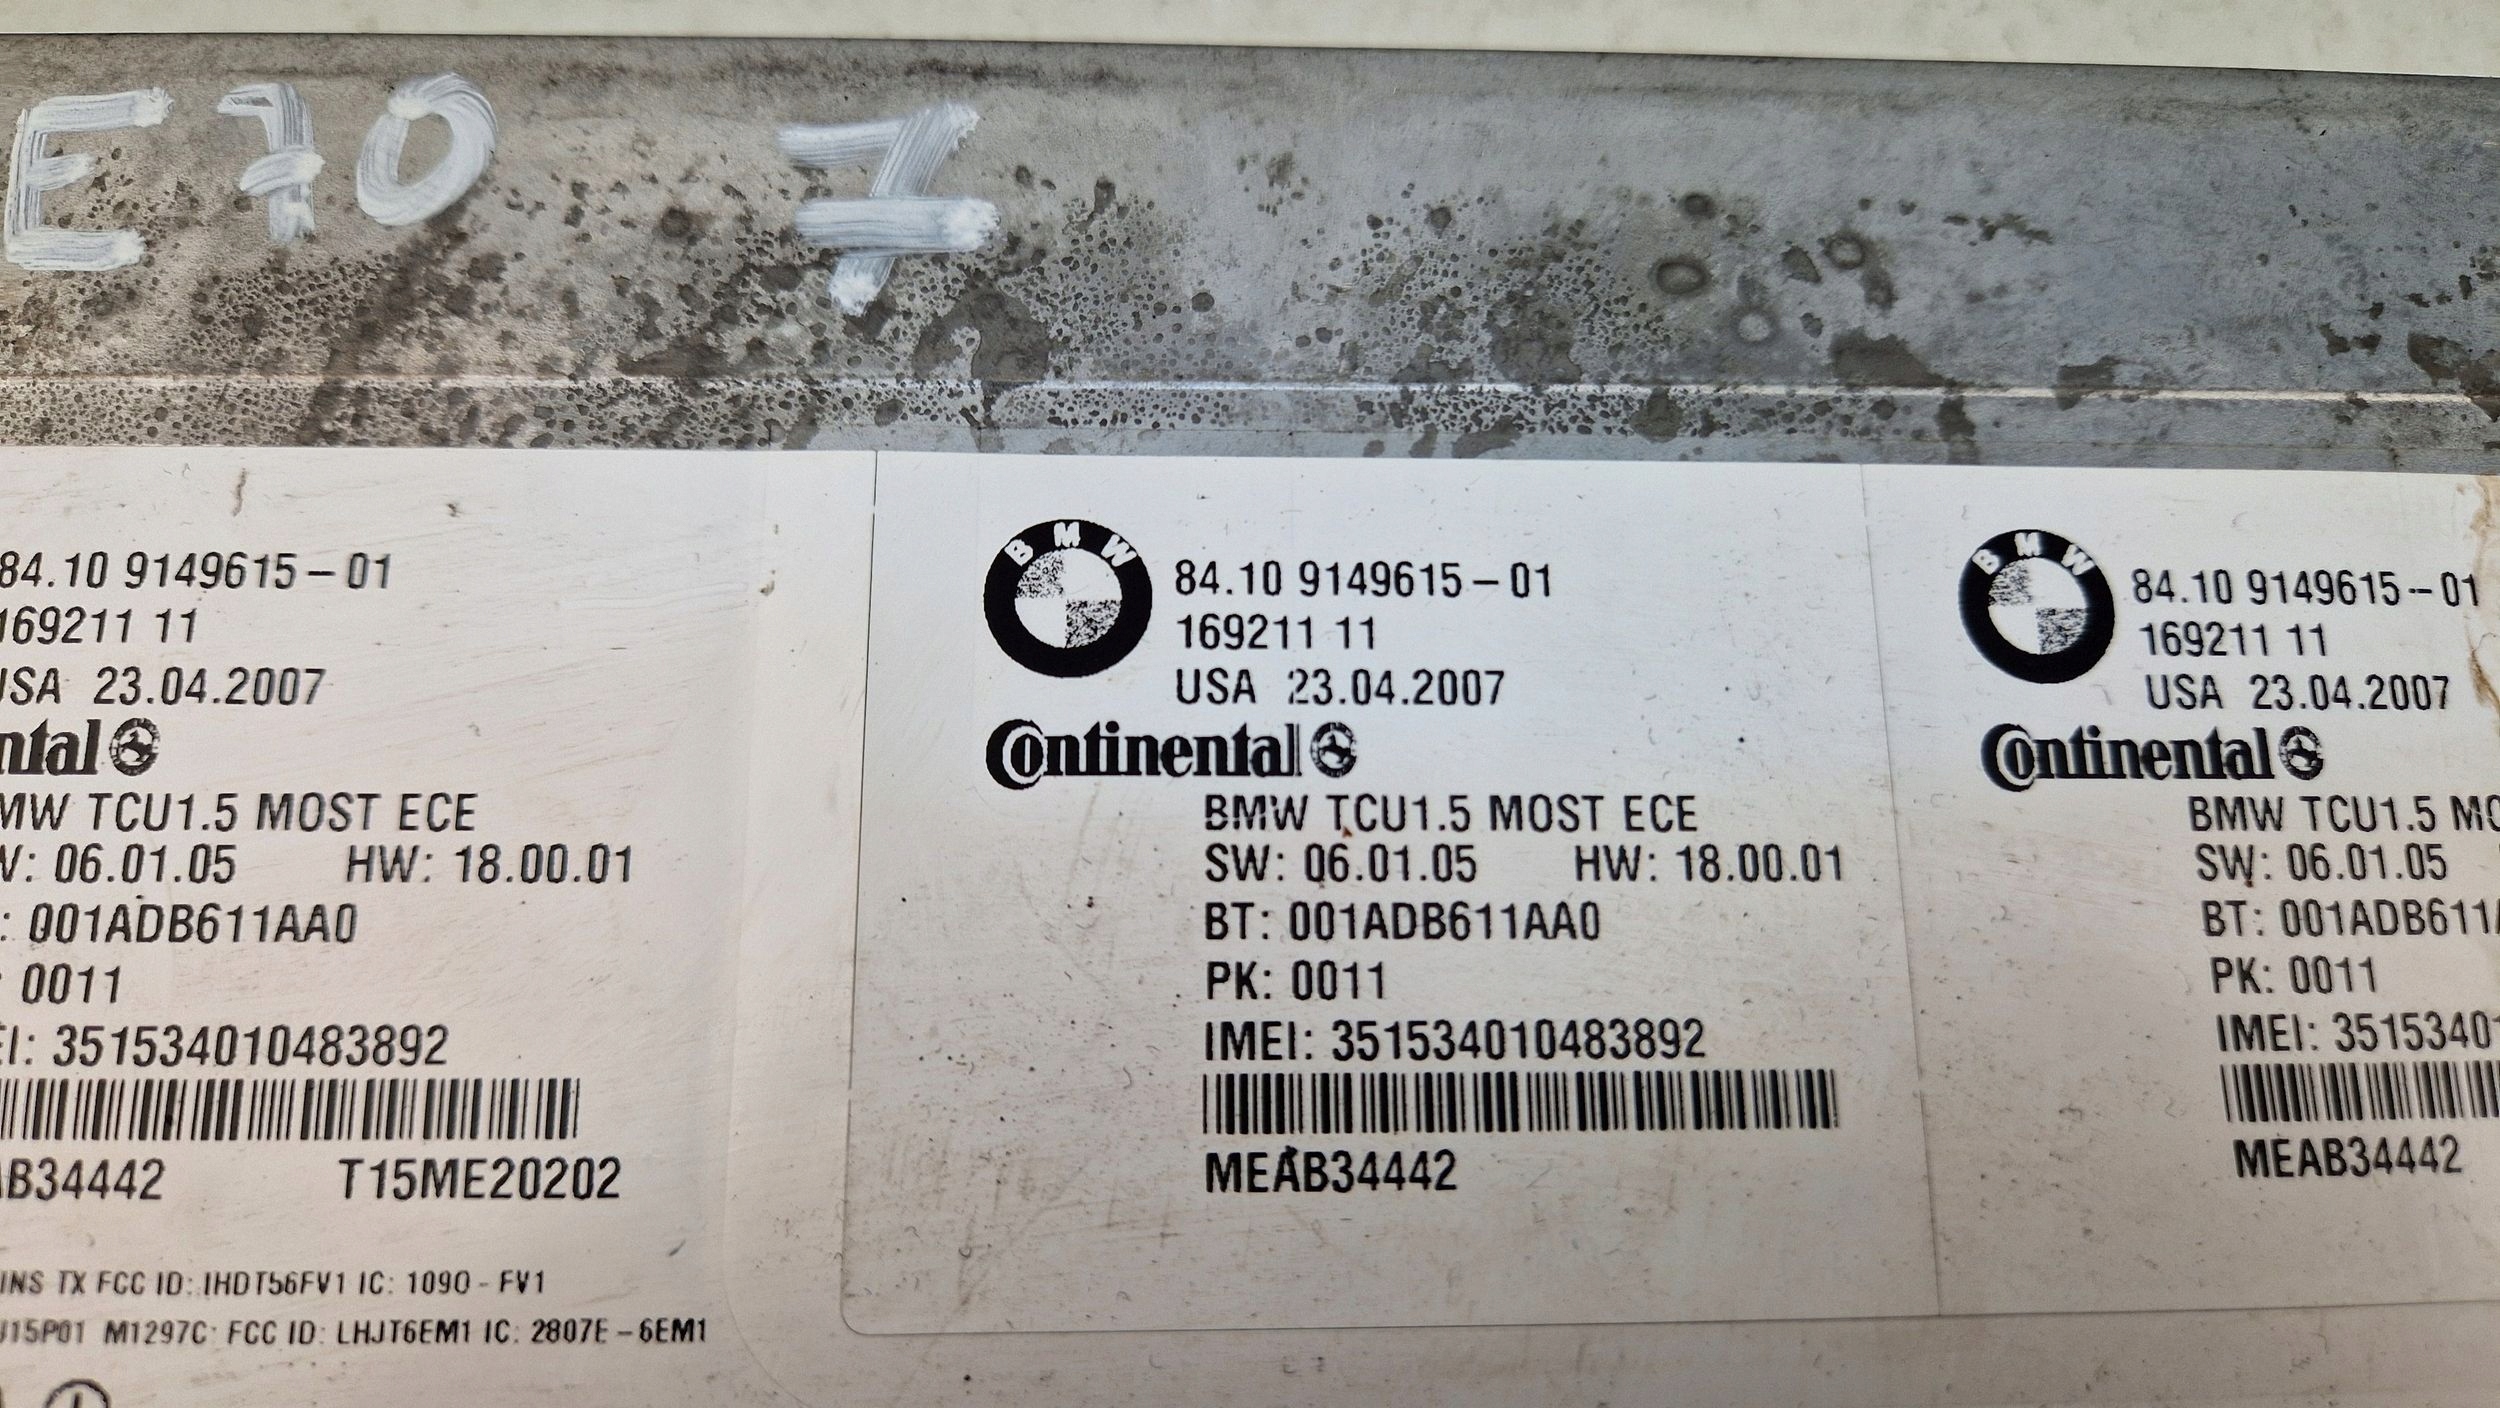 E70 7
84.10 9149615-01
169211 11
USA 23.04.2007
ntal
MW TCU1.5 MOST ECE
06.01.05 HW: 18.00.01
: 001ADB611AA0
: 0011
EI: 351534010483892
AB34442 T15ME20202
INS TX FCC ID: IHDT56FV1 IC: 1090-FV1
J15P01 M1297C FCC ID: LHJT6EM1 IC: 2807E-6EM1
BMW
84.10 9149615-01
169211 11
USA 23.04.2007
Continental
BMW TCU1.5 MOST ECE
SW: 06.01.05 HW: 18.00.01
BT: 001ADB611AA0
PK: 0011
IMEI: 351534010483892
MEAB34442
BMW
84.10 9149615-01
169211 11
USA 23.04.2007
Continental
BMW TCU1.5 MO
SW: 06.01.05
BT: 001ADB611
PK: 0011
IMEI: 35153401
MEAB34442